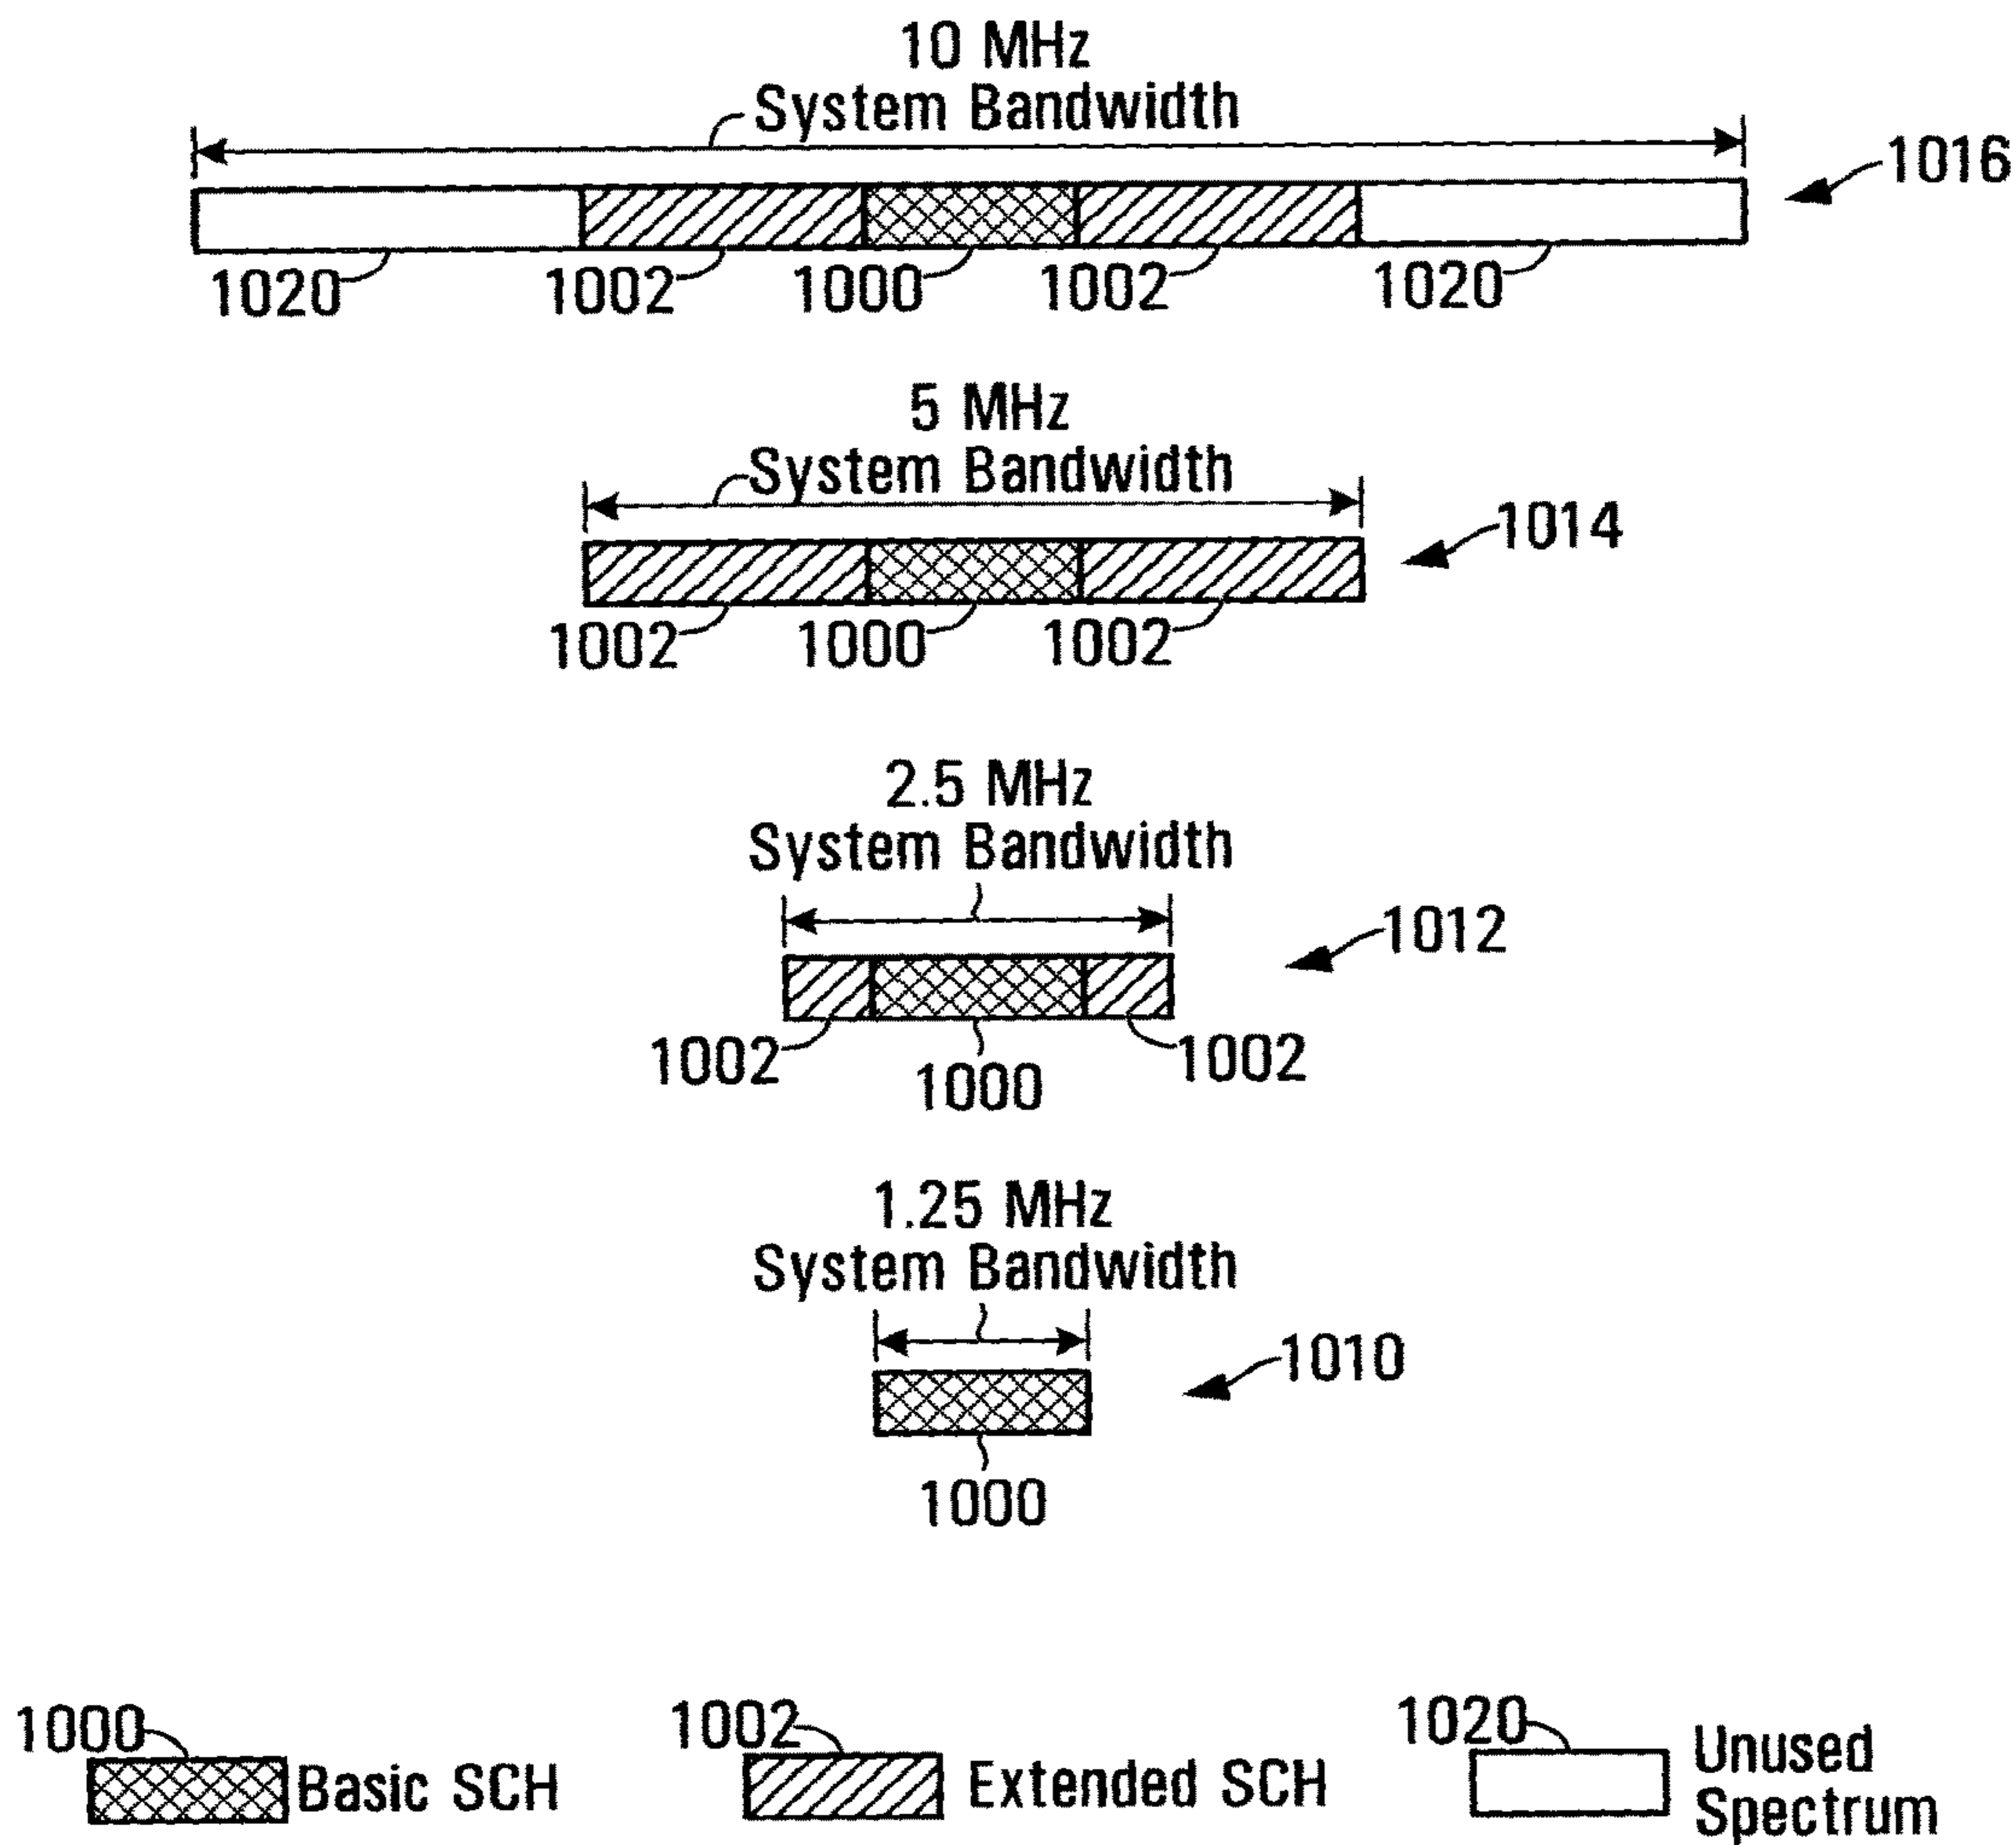 10 MHz
System Bandwidth
1016
1020 1002 1000 1002 1020
5 MHz
System Bandwidth
1014
1002 1000 1002
2.5 MHz
System Bandwidth
1012
1002 1000 1002
1.25 MHz
System Bandwidth
1010
1000
1000 Basic SCH
1002 Extended SCH
1020 Unused
Spectrum